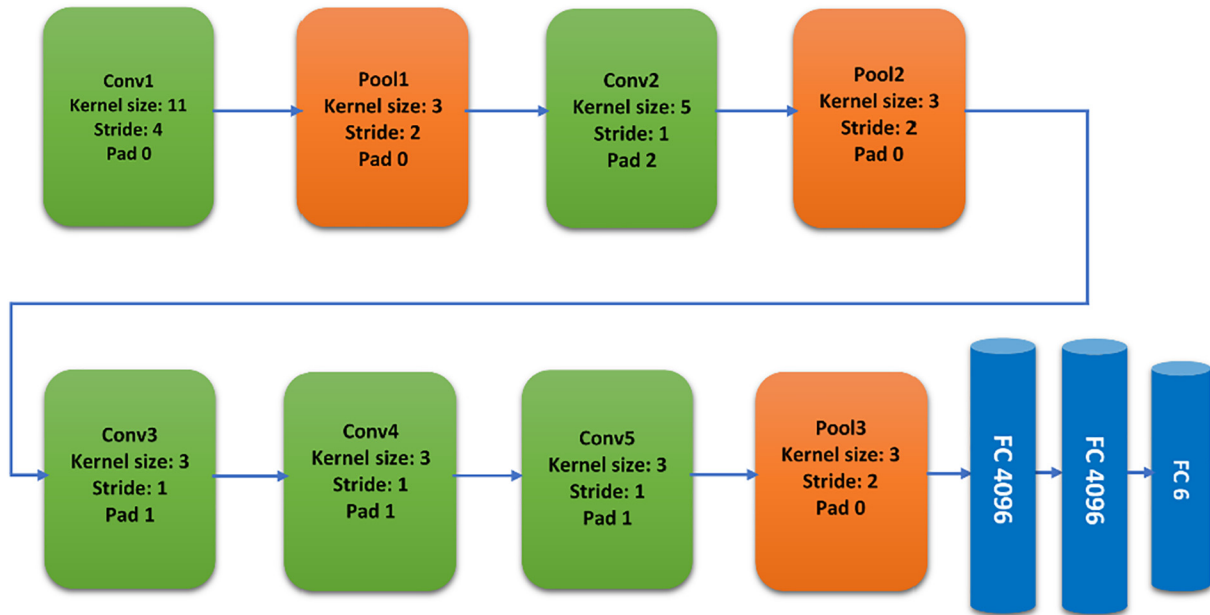 Conv1
Kernel size: 11
Stride: 4
Pad 0
Pool1
Kernel size: 3
Stride: 2
Pad 0
Conv2
Kernel size: 5
Stride: 1
Pad 2
Pool2
Kernel size: 3
Stride: 2
Pad 0
Conv3
Kernel size: 3
Stride: 1
Pad 1
Conv4
Kernel size: 3
Stride: 1
Pad 1
Conv5
Kernel size: 3
Stride: 1
Pad 1
Pool3
Kernel size: 3
Stride: 2
Pad 0
FC 4096
FC 4096
FC 6